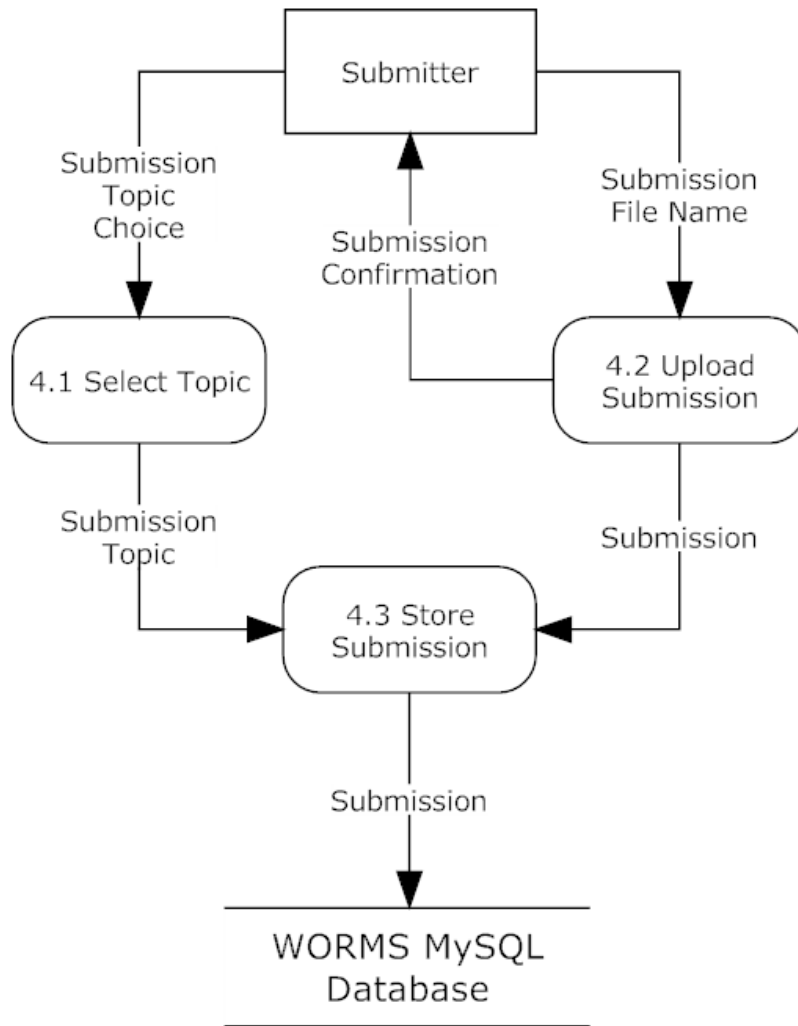 Submitter
Submission
Topic
Choice
Submission
File Name
Submission
Confirmation
4.1 Select Topic
4.2 Upload
Submission
Submission
Topic
Submission
4.3 Store
Submission
Submission
WORMS MySQL
Database